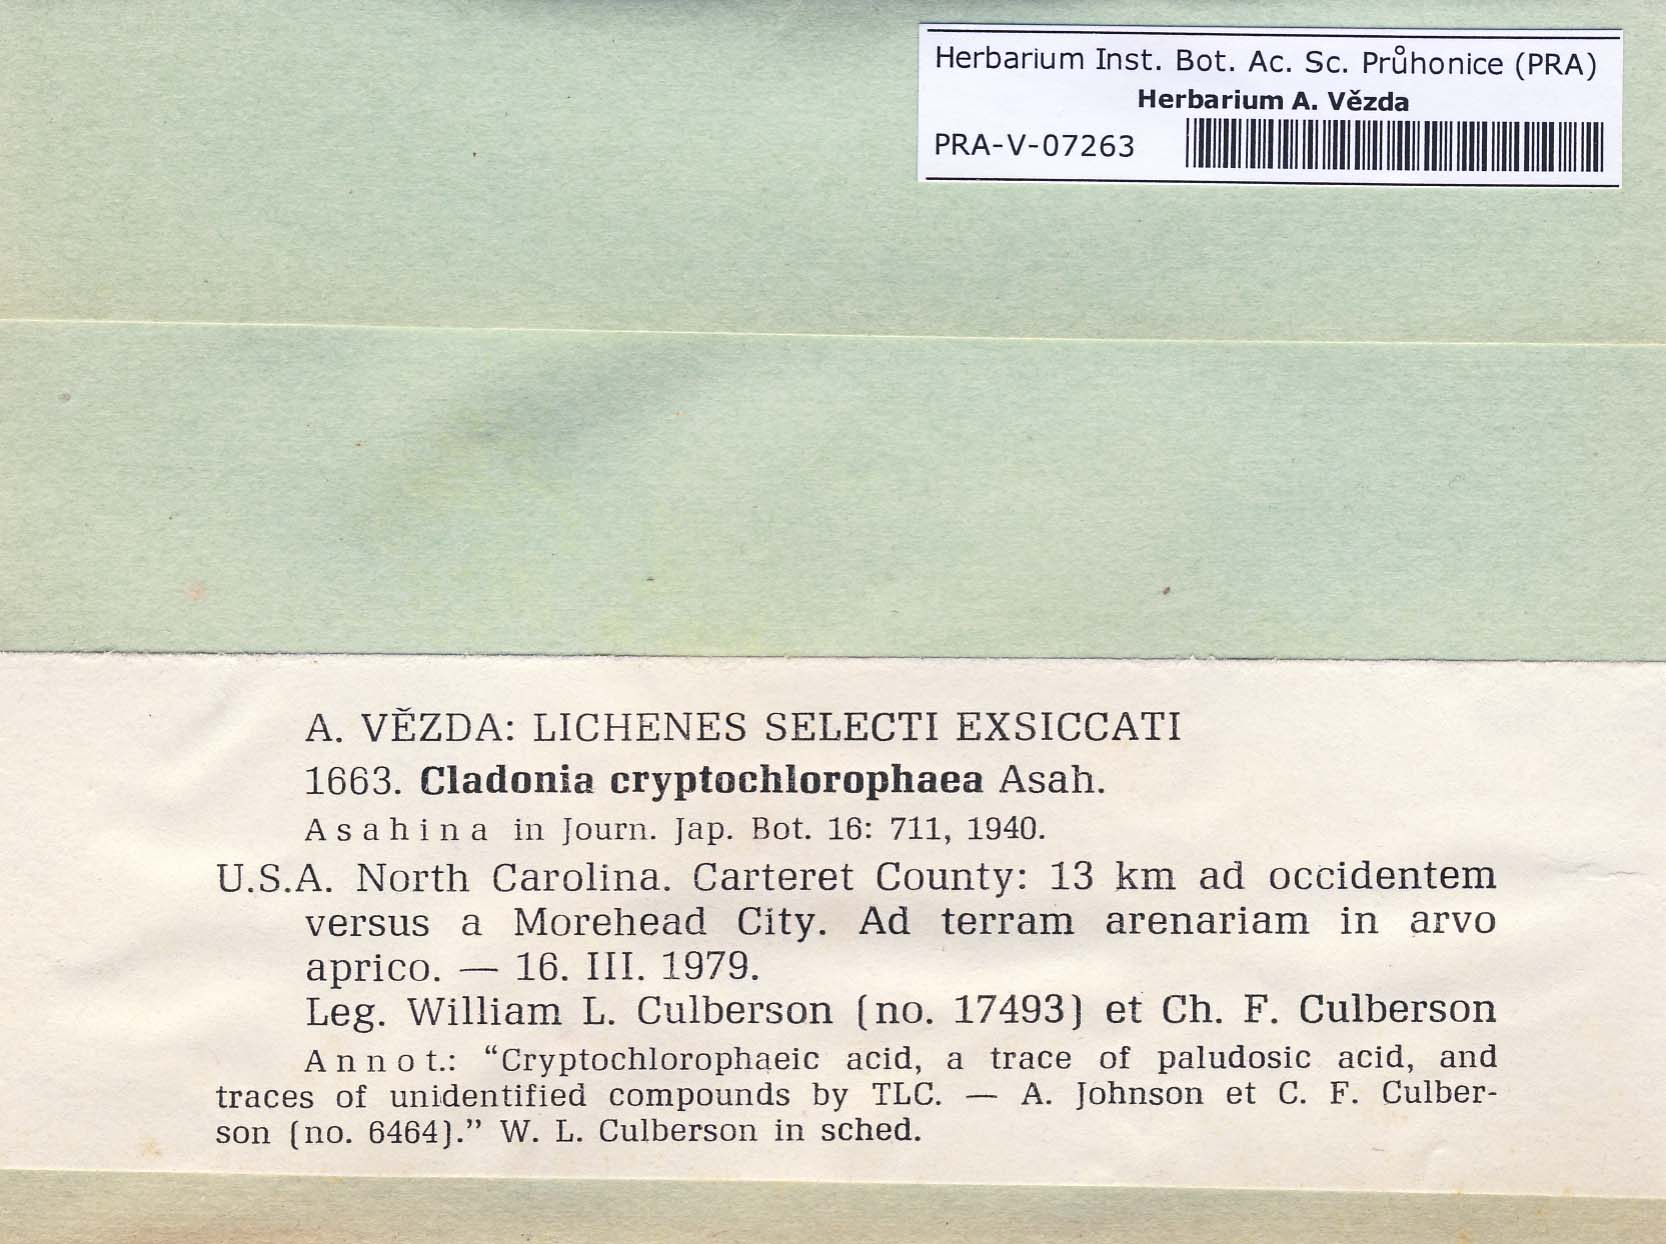 Herbarium Inst. Bot. Ac. Sc. Průhonice (PRA)
Herbarium A. Vězda
PRA-V-07263
A. VĚZDA: LICHENES SELECTI EXSICCATI
1663. Cladonia cryptochlorophaea Asah.
Asahina in Journ. Jap. Bot. 16: 711, 1940.
U.S.A. North Carolina. Carteret County: 13 km ad occidentem
versus a Morehead City. Ad terram arenariam in arvo
aprico. — 16. III. 1979.
Leg. William L. Culberson (no. 17493) et Ch. F. Culberson
Annot.: “Cryptochlorophaeic acid, a trace of paludosic acid, and
traces of unidentified compounds by TLC. — A. Johnson et C. F. Culber-
son (no. 6464).” W. L. Culberson in sched.